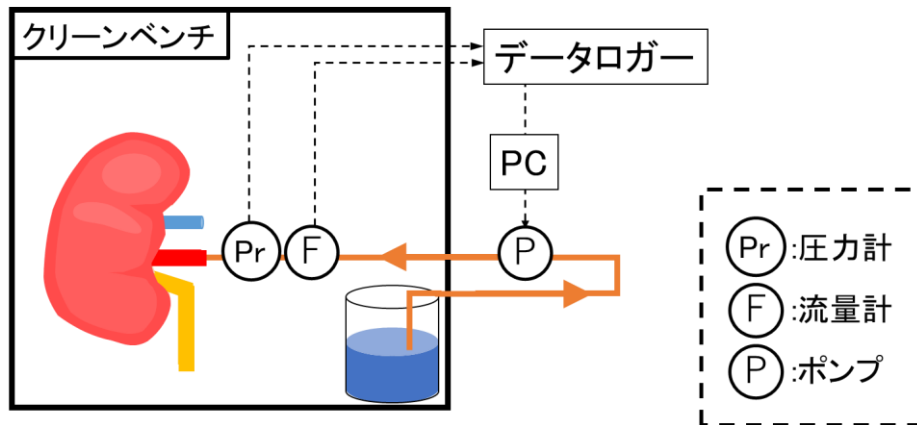 クリーンベンチ
データロガー
PC
Pr
F
P
Pr:圧力計
F:流量計
P:ポンプ